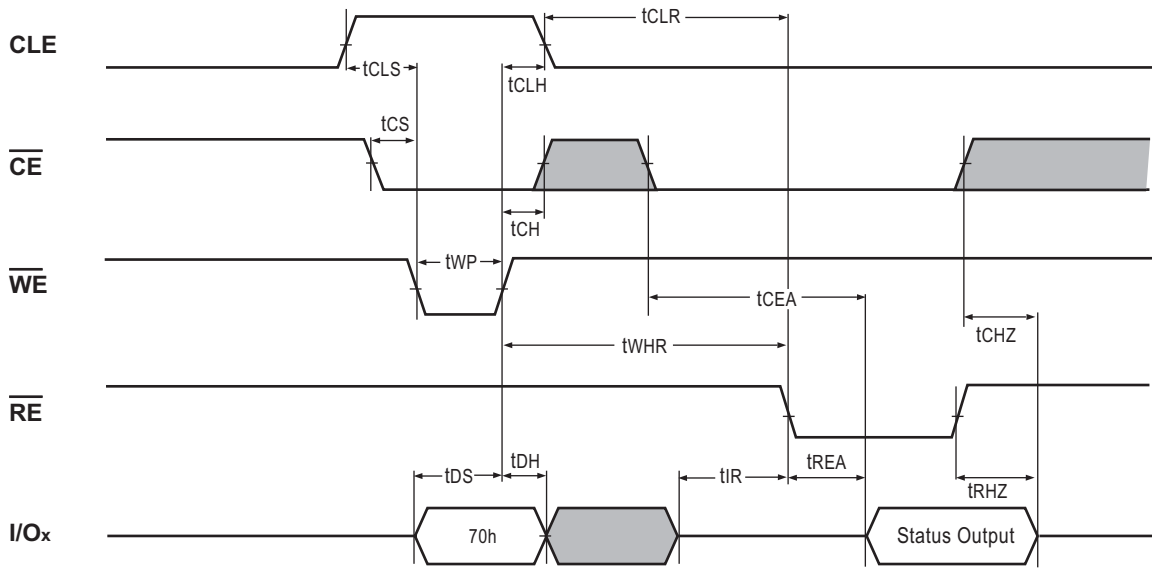 tCLR
CLE
tCLS
tCLH
tCS
CE
tCH
tWP
WE
tCEA
tCHZ
tWHR
RE
tDS
tDH
tIR
tREA
tRHZ
I/Ox
70h
Status Output